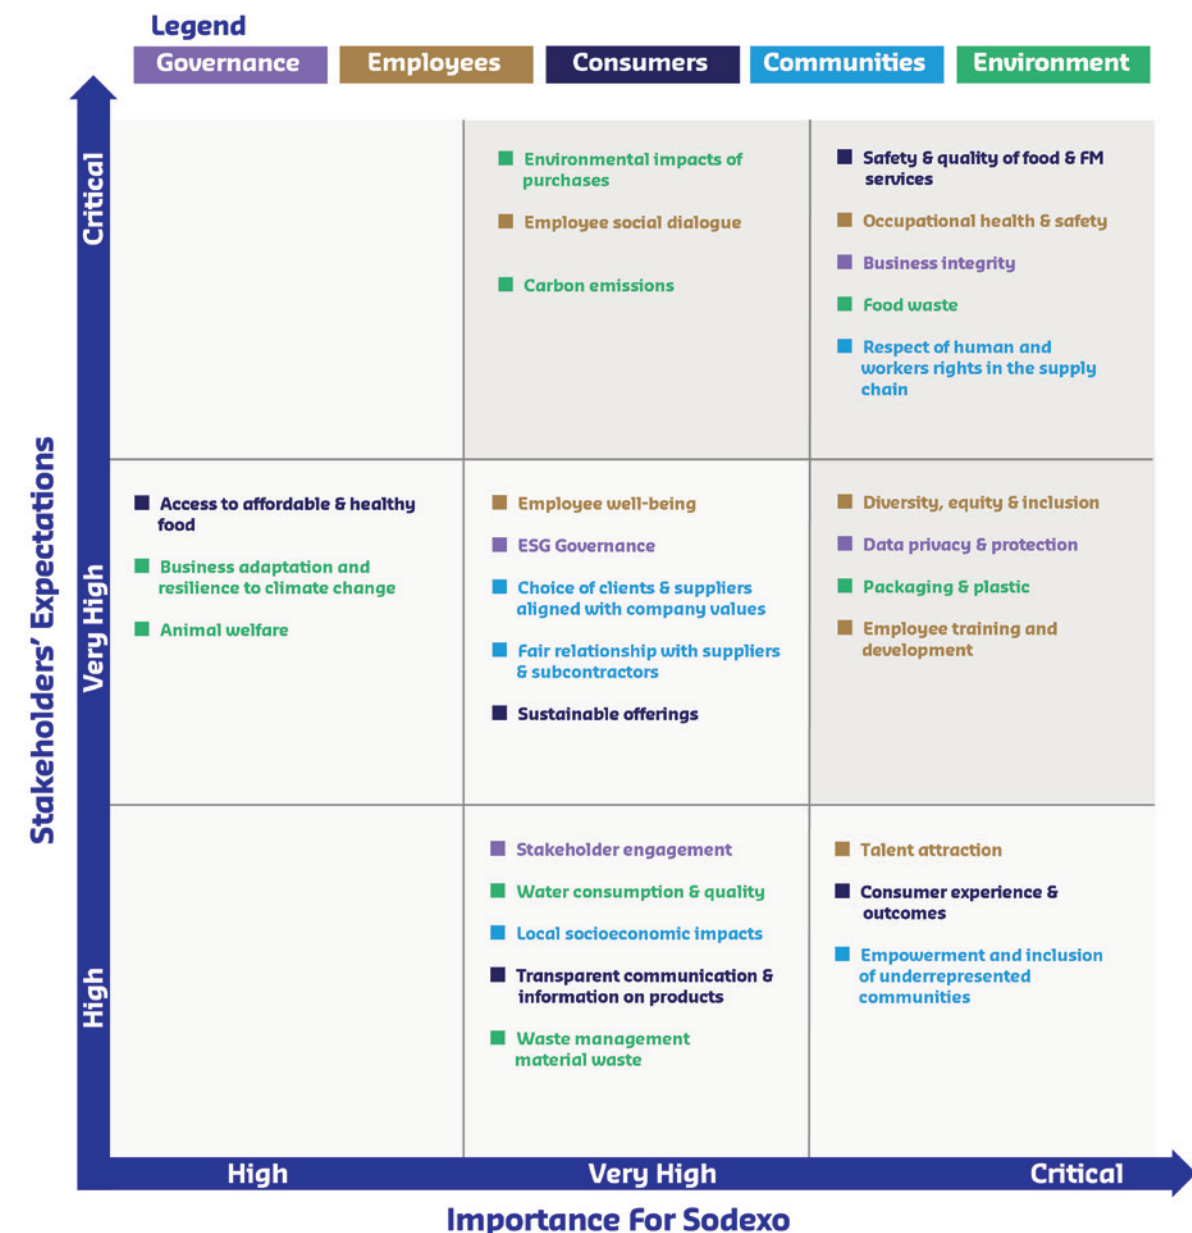 Legend
Governance
Employees
Consumers
Communities
Environment
Stakeholders' Expectations
Critical
Environmental impacts of
purchases
Employee social dialogue
Carbon emissions
Safety & quality of food & FM
services
Occupational health & safety
Business integrity
Food waste
Respect of human and
workers rights in the supply
chain
Very High
Access to affordable & healthy
food
Business adaptation and
resilience to climate change
Animal welfare
Employee well-being
ESG Governance
Choice of clients & suppliers
aligned with company values
Fair relationship with suppliers
& subcontractors
Sustainable offerings
Diversity, equity & inclusion
Data privacy & protection
Packaging & plastic
Employee training and
development
High
Stakeholder engagement
Water consumption & quality
Local socioeconomic impacts
Transparent communication &
information on products
Waste management
material waste
Talent attraction
Consumer experience &
outcomes
Empowerment and inclusion
of underrepresented
communities
High
Very High
Critical
Importance For Sodexo